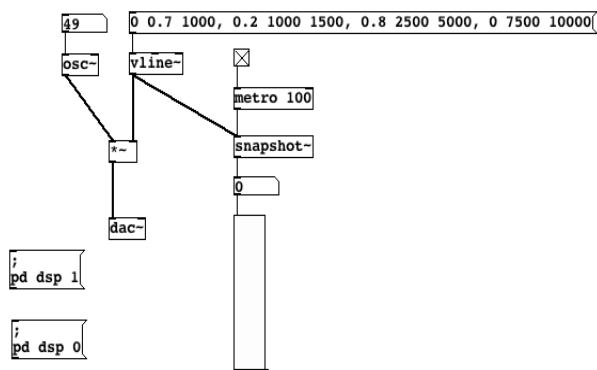 49
0 0.7 1000, 0.2 1000 1500, 0.8 2500 5000, 0 7500 10000
osc~
vline~
metro 100
*~
snapshot~
0
dac~
;
pd dsp 1
;
pd dsp 0